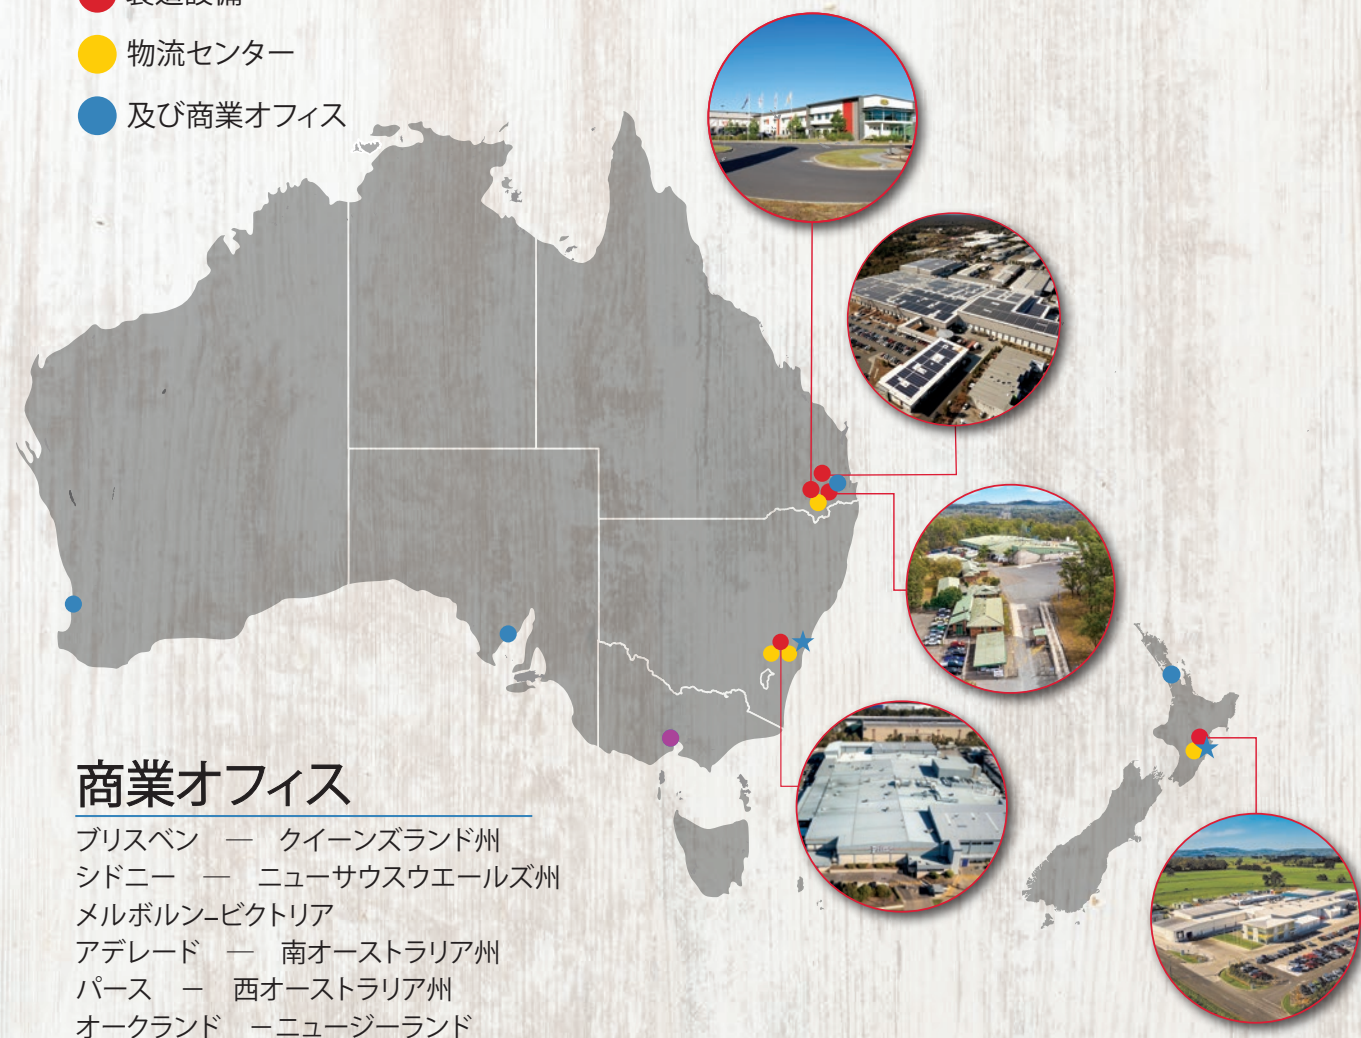 製造設備
物流センター
及び商業オフィス
商業オフィス
ブリスベン ― クイーンズランド州
シドニー ― ニューサウスウエールズ州
メルボルン–ビクトリア
アデレード ― 南オーストラリア州
パース – 西オーストラリア州
オークランド –ニュージーランド